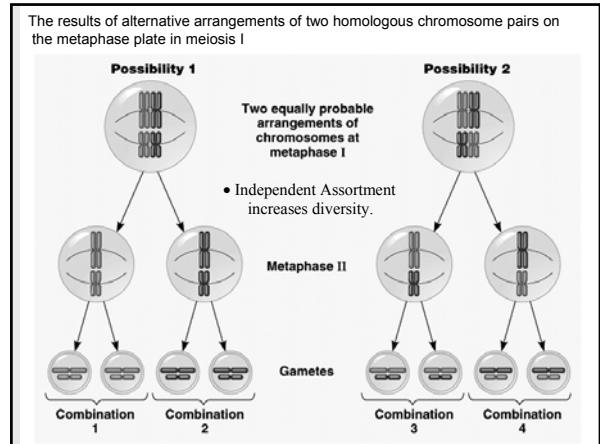 The results of alternative arrangements of two homologous chromosome pairs on
the metaphase plate in meiosis I
Possibility 1
Possibility 2
Two equally probable
arrangements of
chromosomes at
metaphase I
• Independent Assortment
increases diversity.
Metaphase II
Gametes
Combination
1
Combination
2
Combination
3
Combination
4